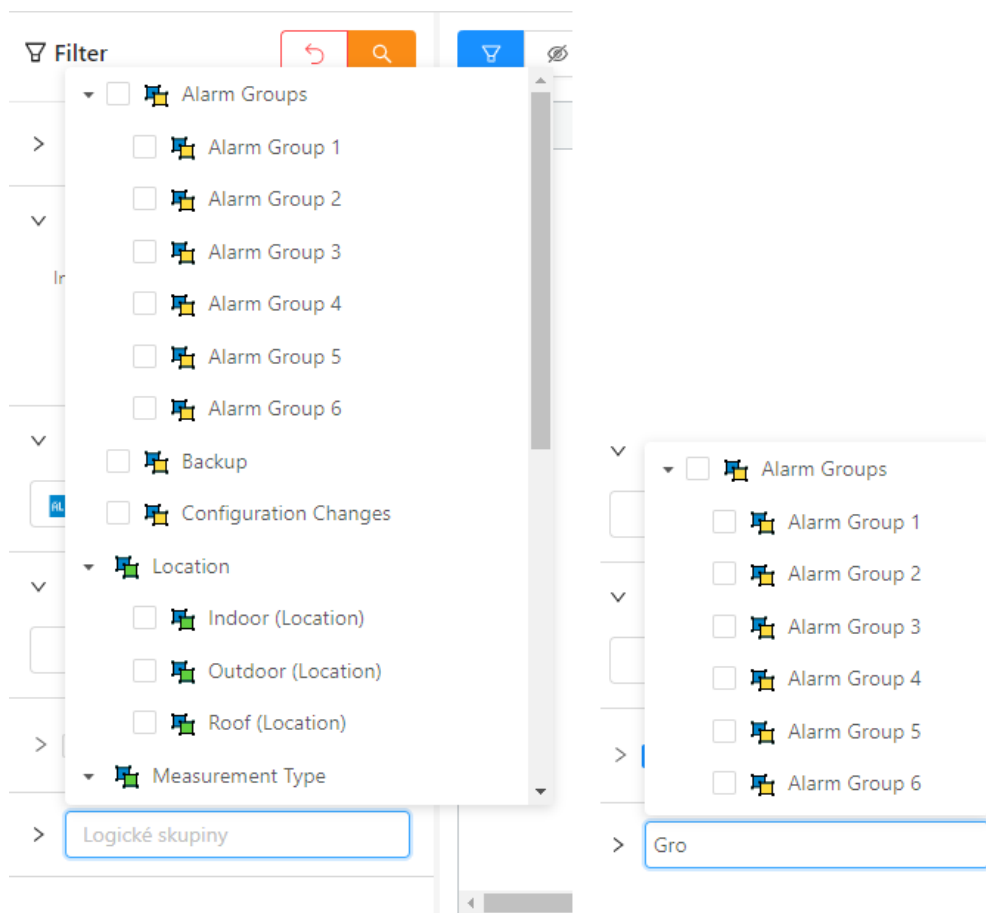 Filter
Alarm Groups
Alarm Group 1
Alarm Group 2
Alarm Group 3
Alarm Group 4
Alarm Group 5
Alarm Group 6
Backup
Configuration Changes
Location
Indoor (Location)
Outdoor (Location)
Roof (Location)
Measurement Type
Logické skupiny
Alarm Groups
Alarm Group 1
Alarm Group 2
Alarm Group 3
Alarm Group 4
Alarm Group 5
Alarm Group 6
Gro